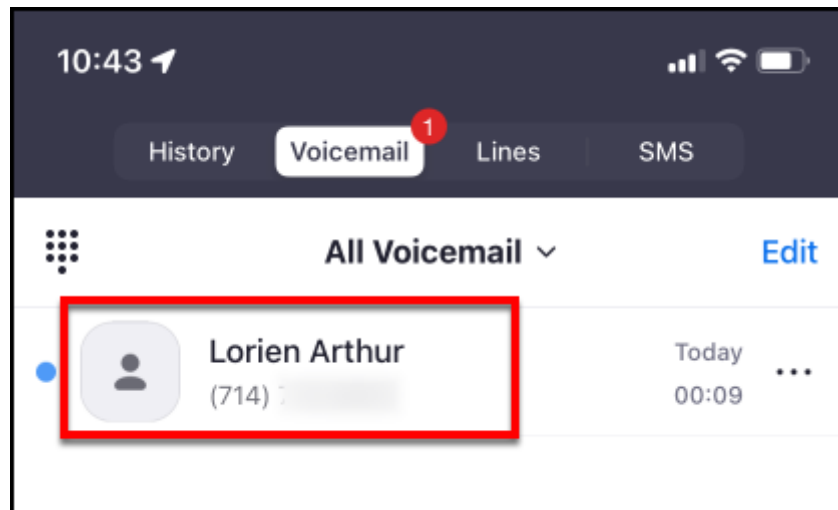 10:43
History Voicemail 1 Lines SMS
All Voicemail Edit
Lorien Arthur Today
(714) 00:09